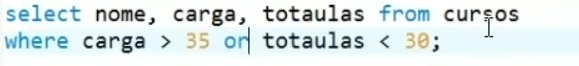 select nome, carga, totaulas from cursos
where carga > 35 or totaulas < 30;